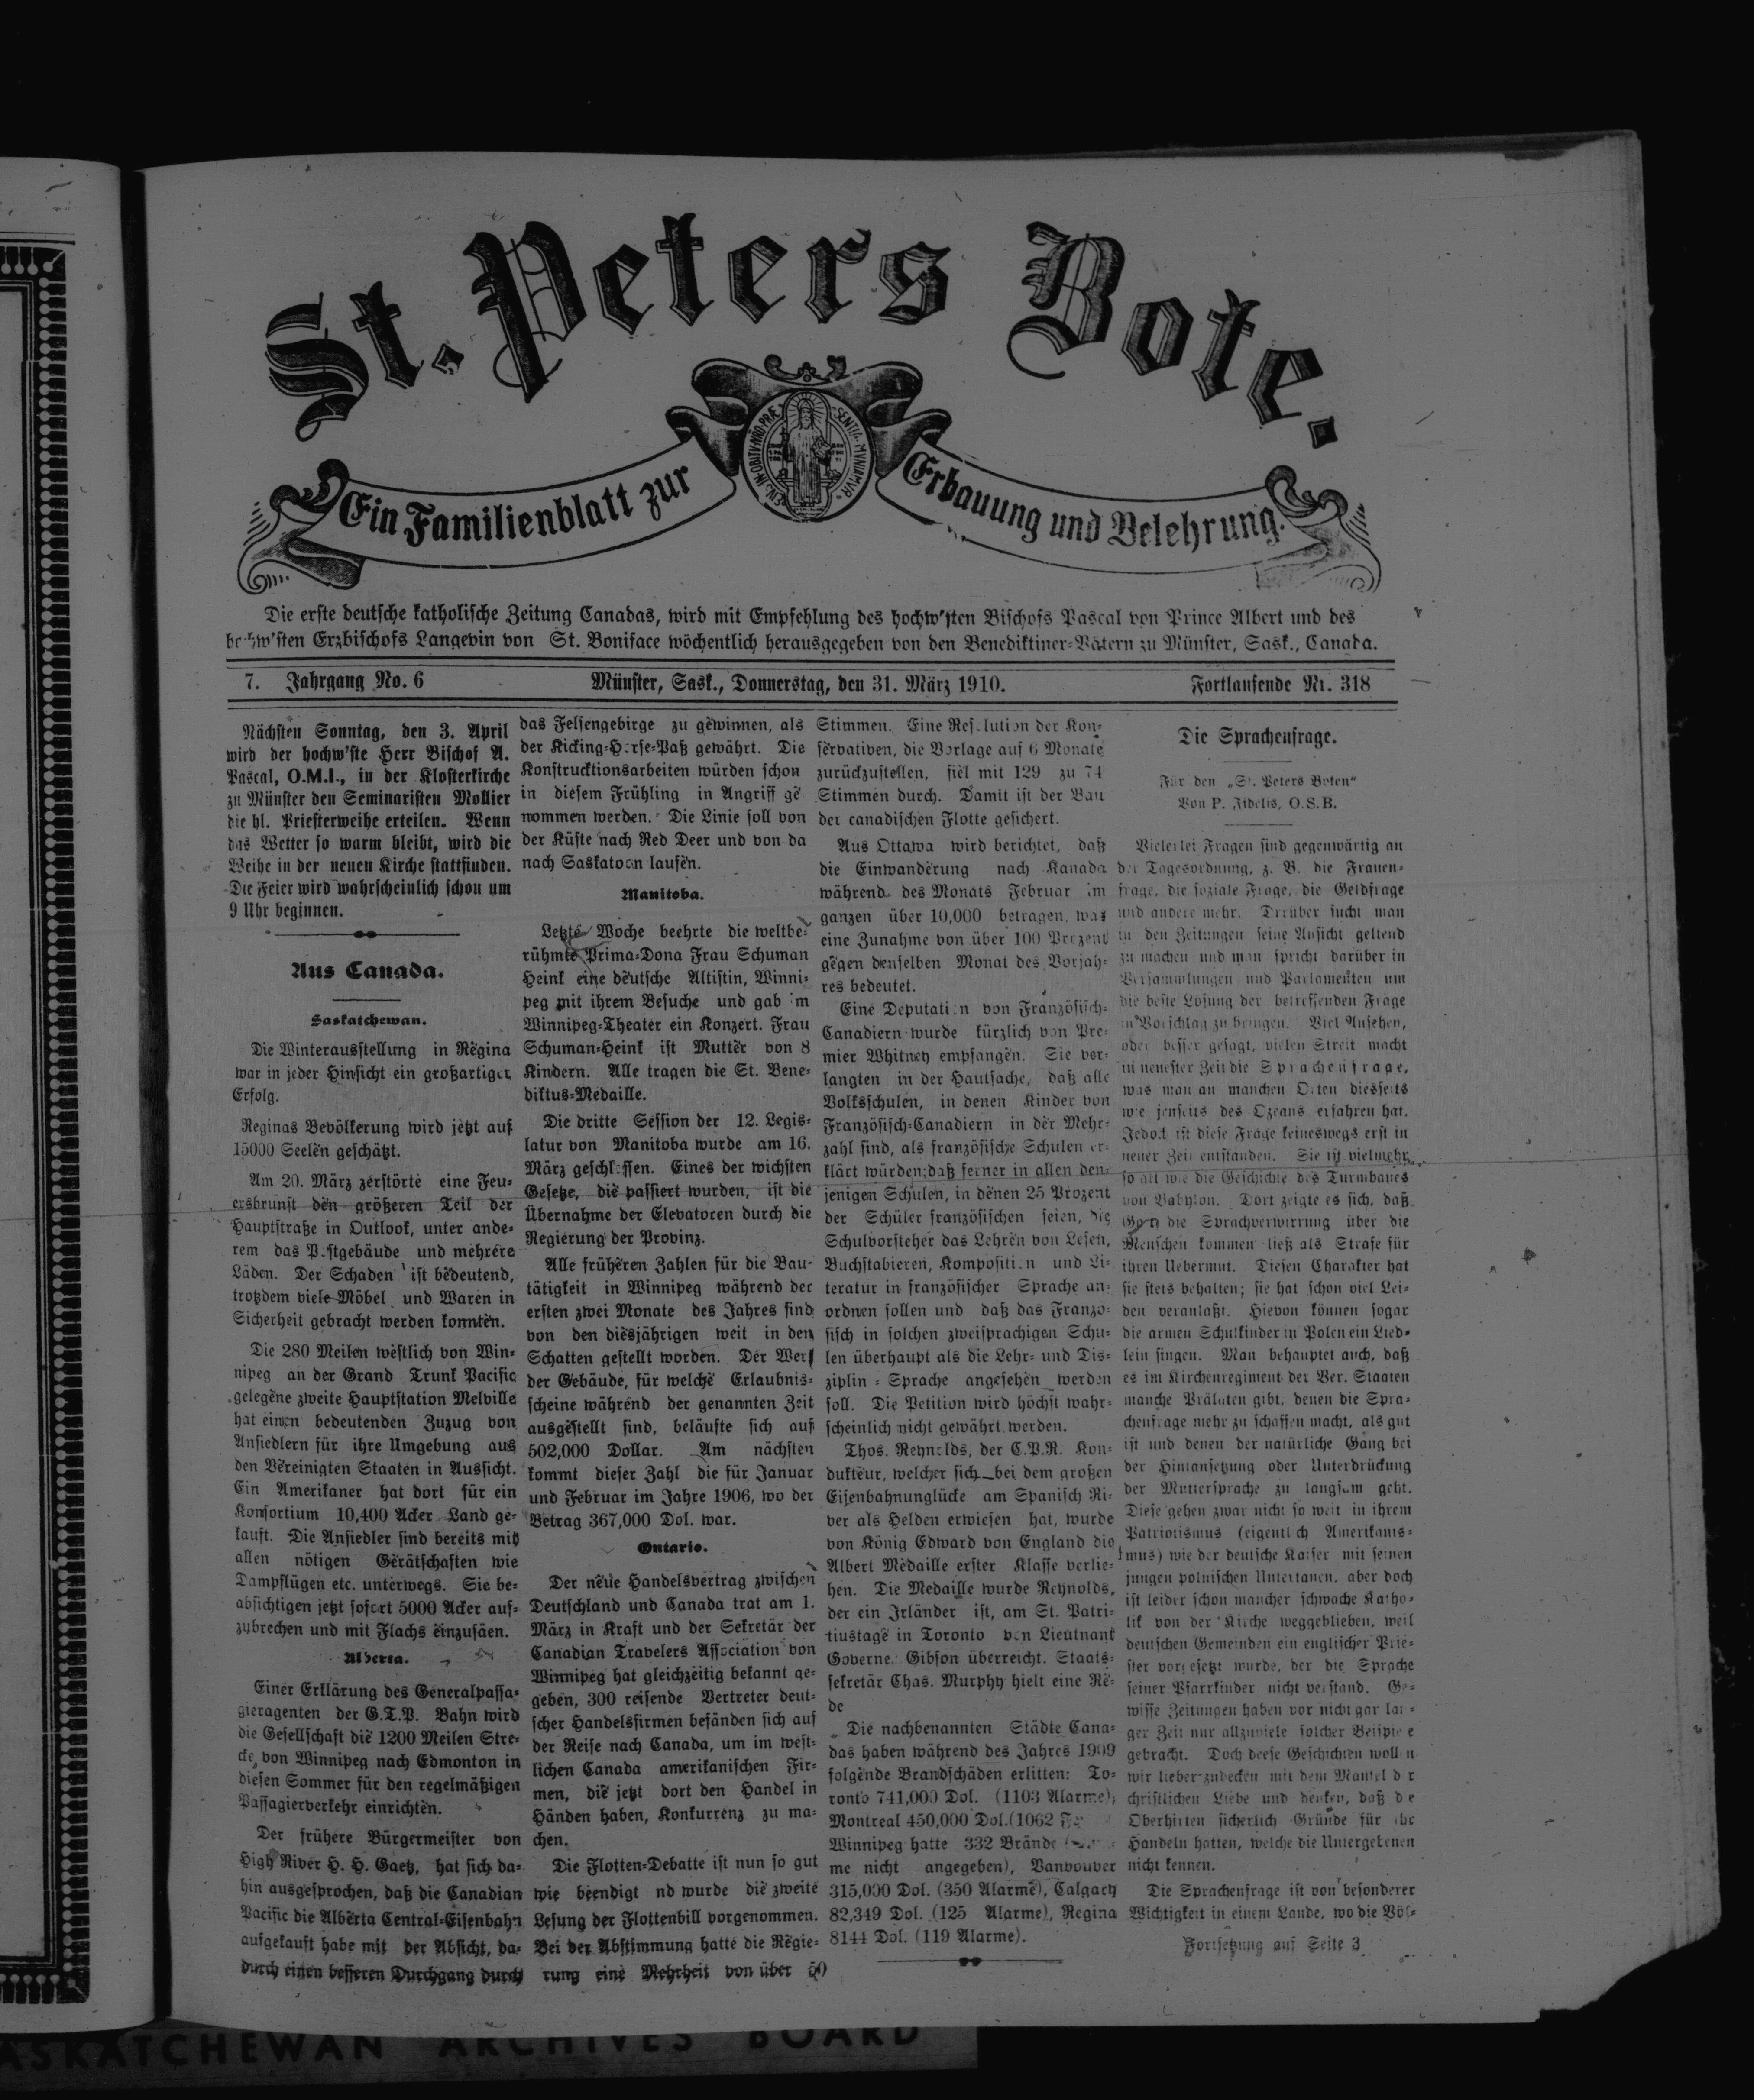 St. Peters Bote.
Ein Familienblatt zur Erbauung und Belehrung.
Die erste deutsche katholische Zeitung Canadas, wird mit Empfehlung des hochw'sten Bischofs Pascal von Prince Albert und des
hochw'sten Erzbischofs Langevin von St. Boniface wöchentlich herausgegeben von den Benediktiner-Vätern zu Münster, Sask., Canada.
7. Jahrgang No. 6 Münster, Sask., Donnerstag, den 31. März 1910. Fortlaufende Nr. 318
Nächsten Sonntag, den 3. April
wird der hochw'ste Herr Bischof A.
Pascal, O.M.I., in der Klosterkirche
zu Münster den Seminaristen Mollier
die hl. Priesterweihe erteilen. Wenn
das Wetter so warm bleibt, wird die
Weihe in der neuen Kirche stattfinden.
Die Feier wird wahrscheinlich schon um
9 Uhr beginnen.
Aus Canada.
Saskatchewan.
Die Winterausstellung in Regina
war in jeder Hinsicht ein großartiger
Erfolg.
Reginas Bevölkerung wird jetzt auf
15000 Seelen geschätzt.
Am 20. März zerstörte eine Feu-
ersbrunst den größeren Teil der
Hauptstraße in Outlook, unter ande-
rem das Postgebäude und mehrere
Läden. Der Schaden ist bedeutend,
trotzdem viele Möbel und Waren in
Sicherheit gebracht werden konnten.
Die 280 Meilen westlich von Win-
nipeg an der Grand Trunk Pacific
gelegene zweite Hauptstation Melville
hat einen bedeutenden Zuzug von
Ansiedlern für ihre Umgebung aus
den Vereinigten Staaten in Aussicht.
Ein Amerikaner hat dort für ein
Konsortium 10,400 Acker Land ge-
kauft. Die Ansiedler sind bereits mit
allen nötigen Gerätschaften wie
Dampfpflügen etc. unterwegs. Sie be-
absichtigen jetzt sofort 5000 Acker auf-
zubrechen und mit Flachs einzusäen.
Alberta.
Einer Erklärung des Generalpassa-
gieragenten der G.T.P. Bahn wird
die Gesellschaft die 1200 Meilen Stre-
cke von Winnipeg nach Edmonton in
diesen Sommer für den regelmäßigen
Passagierverkehr einrichten.
Der frühere Bürgermeister von
High River H. H. Gaetz, hat sich da-
hin ausgesprochen, daß die Canadian
Pacific die Alberta Central-Eisenbahn
aufgekauft habe mit der Absicht, da-
durch einen besseren Durchgang durch
das Felsengebirge zu gewinnen, als
der Kicking-Horse-Paß gewährt. Die
Konstrucktionsarbeiten würden schon
in diesem Frühling in Angriff ge
nommen werden. Die Linie soll von
der Küste nach Red Deer und von da
nach Saskatoon laufen.
Manitoba.
Letzte Woche beehrte die weltbe-
rühmte Prima-Dona Frau Schuman
Heink eine deutsche Altistin, Winni-
peg mit ihrem Besuche und gab im
Winnipeg-Theater ein Konzert. Frau
Schuman-Heink ist Mutter von 8
Kindern. Alle tragen die St. Bene-
diktus-Medaille.
Die dritte Session der 12. Legis-
latur von Manitoba wurde am 16.
März geschlossen. Eines der wichsten
Gesetze, die passiert wurden, ist die
Übernahme der Elevatocen durch die
Regierung der Provinz.
Alle früheren Zahlen für die Bau-
tätigkeit in Winnipeg während der
ersten zwei Monate des Jahres sind
von den diesjährigen weit in den
Schatten gestellt worden. Der Wert
der Gebäude, für welche Erlaubnis-
scheine während der genannten Zeit
ausgestellt sind, beläufte sich auf
502,000 Dollar. Am nächsten
kommt dieser Zahl die für Januar
und Februar im Jahre 1906, wo der
Betrag 367,000 Dol. war.
Ontario.
Der neue Handelsvertrag zwischen
Deutschland und Canada trat am 1.
März in Kraft und der Sekretär der
Canadian Travelers Association von
Winnipeg hat gleichzeitig bekannt ge-
geben, 300 reisende Vertreter deut-
scher Handelsfirmen befänden sich auf
der Reise nach Canada, um im west-
lichen Canada amerikanischen Fir-
men, die jetzt dort den Handel in
Händen haben, Konkurrenz zu ma-
chen.
Die Flotten-Debatte ist nun so gut
wie beendigt nd wurde die zweite
Lesung der Flottenbill vorgenommen.
Bei der Abstimmung hatte die Regie-
rung eine Mehrheit von über 40
Stimmen. Eine Resolution der Kon-
servativen, die Vorlage auf 6 Monate
zurückzustellen, fiel mit 129 zu 74
Stimmen durch. Damit ist der Bau
der canadischen Flotte gesichert.
Aus Ottawa wird berichtet, daß
die Einwanderung nach Kanada
während des Monats Februar im
ganzen über 10,000 betragen, was
eine Zunahme von über 100 Prozent
gegen denselben Monat des Vorjah-
res bedeutet.
Eine Deputation von Französisch-
Canadiern wurde kürzlich von Pre-
mier Whitney empfangen. Sie ver-
langten in der Hautsache, daß alle
Volksschulen, in denen Kinder von
Französisch-Canadiern in der Mehr-
zahl sind, als französische Schulen er-
klärt würden; daß ferner in allen den-
jenigen Schulen, in denen 25 Prozent
der Schüler französischen seien, die
Schulvorsteher das Lehren von Lesen,
Buchstabieren, Komposition und Li-
teratur in französischer Sprache an-
ordnen sollen und daß das Franzö-
sisch in solchen zweisprachigen Schu-
len überhaupt als die Lehr- und Dis-
ziplin-Sprache angesehen werden
soll. Die Petition wird höchst wahr-
scheinlich nicht gewährt werden.
Thos. Reynolds, der C.P.R. Kon-
dukteur, welcher sich bei dem großen
Eisenbahnunglücke am Spanisch Ri-
ver als Helden erwiesen hat, wurde
von König Edward von England die
Albert Medaille erster Klasse verlie-
hen. Die Medaille wurde Reynolds,
der ein Irländer ist, am St. Patri-
tiustage in Toronto von Lieutnant
Governe Gibson überreicht. Staats-
sekretär Chas. Murphy hielt eine Re-
de
Die nachbenannten Städte Cana-
das haben während des Jahres 1909
folgende Brandschäden erlitten: To-
ronto 741,000 Dol. (1103 Alarme),
Montreal 450,000 Dol. (1062
Winnipeg hatte 332 Brände
me nicht angegeben), Vanvouver
315,000 Dol. (350 Alarme), Calgary
82,349 Dol. (125 Alarme), Regina
8144 Dol. (119 Alarme).
Die Sprachenfrage.
Für den „St. Peters Boten"
Von P. Fidelis, O.S.B.
Vielerlei Fragen sind gegenwärtig an
der Tagesordnung, z. B. die Frauen-
frage, die soziale Frage, die Geldfrage
und andere mehr. Darüber sucht man
in den Zeitungen seine Ansicht geltend
zu machen und man spricht darüber in
Versammlungen und Parlamenten um
die beste Lösung der betreffenden Frage
in Vorschlag zu bringen. Viel Ansehen,
oder besser gesagt, vielen Streit macht
in neuester Zeit die Sprachenfrage,
was man an manchen Orten diesseits
wie jenseits des Ozeans erfahren hat.
Jedoch ist diese Frage keineswegs erst in
neuer Zeit entstanden. Sie ist vielmehr
so alt wie die Geschichte des Turmbaues
von Babylon. Dort zeigte es sich, daß
Gott die Sprachverwirrung über die
Menschen kommen ließ als Strafe für
ihren Uebermut. Diesen Charakter hat
sie stets behalten; sie hat schon viel Lei-
den veranlaßt. Hievon können sogar
die armen Schulkinder in Polen ein Lied-
lein singen. Man behauptet auch, daß
es im Kirchenregiment der Ver. Staaten
manche Prälaten gibt, denen die Spra-
chenfrage mehr zu schaffen macht, als gut
ist und denen der natürliche Gang bei
der Hintansetzung oder Unterdrückung
der Muttersprache zu langsam geht.
Diese gehen zwar nicht so weit in ihrem
Patriotismus (eigentlich Amerikanis-
mus) wie der deutsche Kaiser mit seinen
jungen polnischen Untertanen, aber doch
ist leider schon mancher schwache Katho-
lik von der Kirche weggeblieben, weil
deutschen Gemeinden ein englischer Prie-
ster vorgesetzt wurde, der die Sprache
seiner Pfarrkinder nicht verstand. Ge-
wisse Zeitungen haben vor nicht gar lan-
ger Zeit nur allzuviele solcher Beispiele
gebracht. Doch deese Geschichten wollen
wir lieber zudecken mit dem Mantel der
christlichen Liebe und denken, daß die
Oberhirten sicherlich Gründe für ihr
Handeln hatten, welche die Untergebenen
nicht kennen.
Die Sprachenfrage ist von besonderer
Wichtigkeit in einem Lande, wo die Völ-
Fortsetzung auf Seite 3
SASKATCHEWAN ARCHIVES BOARD